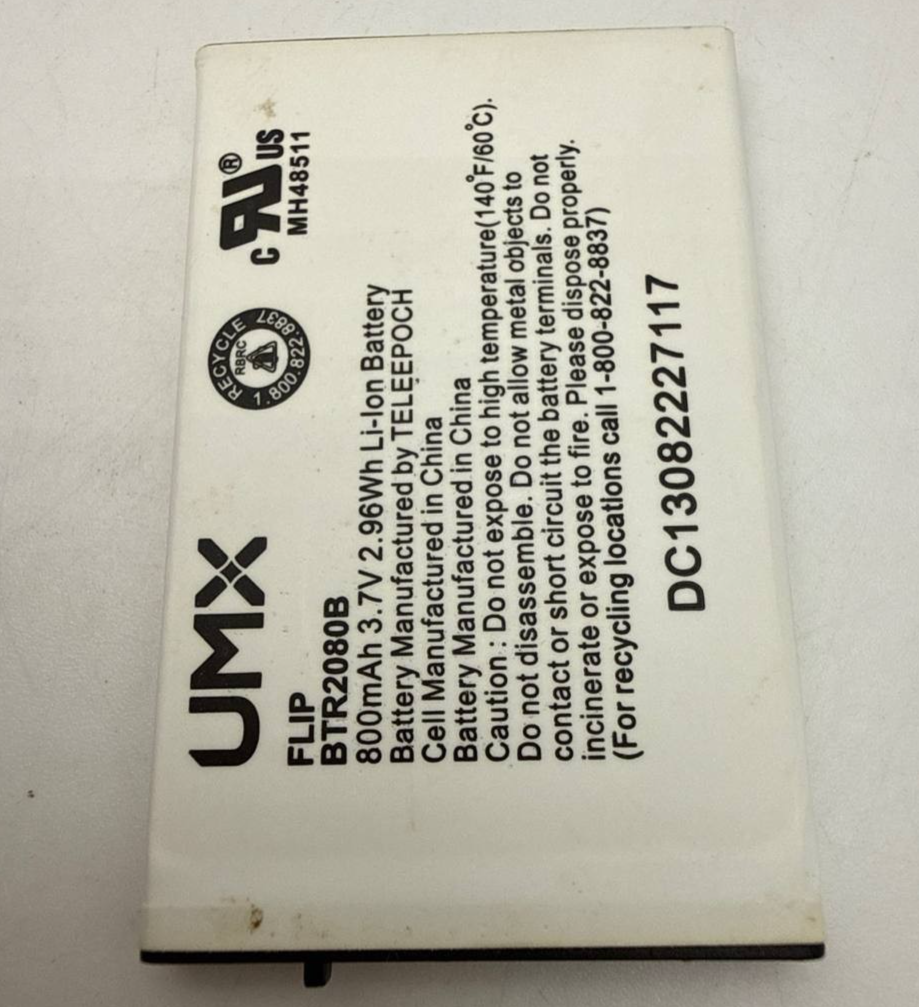 UMX
RECYCLE
RBRC
1.800.822.8837
c RU® US
MH48511
FLIP
BTR2080B
800mAh 3.7V 2.96Wh Li-Ion Battery
Battery Manufactured by TELEEPOCH
Cell Manufactured in China
Battery Manufactured in China
Caution : Do not expose to high temperature(140°F/60°C).
Do not disassemble. Do not allow metal objects to
contact or short circuit the battery terminals. Do not
incinerate or expose to fire. Please dispose properly.
(For recycling locations call 1-800-822-8837)
DC1308222​7117